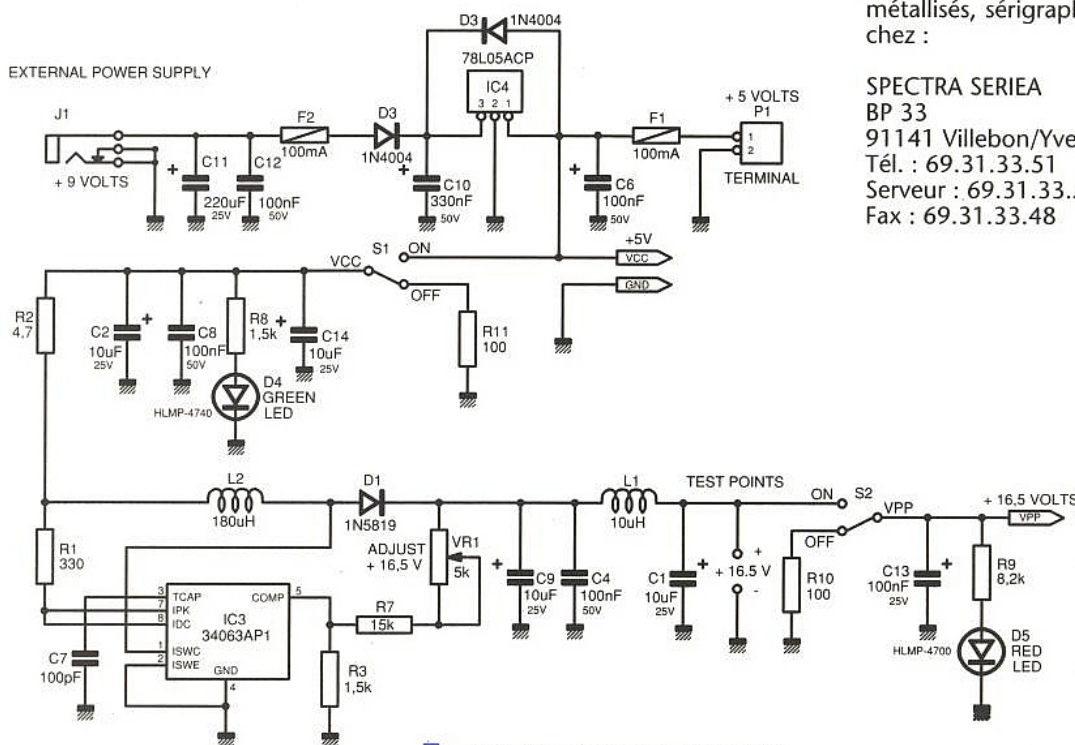 métallisés, sérigraph
chez :
SPECTRA SERIEA
BP 33
91141 Villebon/Yve
Tél. : 69.31.33.51
Serveur : 69.31.33.
Fax : 69.31.33.48
EXTERNAL POWER SUPPLY
J1
+ 9 VOLTS
C11
220uF
25V
C12
100nF
50V
F2
100mA
D3
1N4004
D3
1N4004
78L05ACP
IC4
3 2 1
C10
330nF
50V
C6
100nF
50V
F1
100mA
+ 5 VOLTS
P1
1
2
TERMINAL
+5V
VCC
GND
VCC
S1
ON
OFF
R11
100
R2
4,7
C2
10uF
25V
C8
100nF
50V
R8
1,5k
C14
10uF
25V
D4
GREEN
LED
HLMP-4740
L2
180uH
D1
1N5819
L1
10uH
TEST POINTS
ON
S2
OFF
VPP
+ 16,5 VOLTS
VPP
R1
330
ADJUST
+ 16,5 V
VR1
5k
C9
10uF
25V
C4
100nF
50V
C1
10uF
25V
+
+ 16.5 V
-
R10
100
C13
100nF
25V
R9
8,2k
D5
RED
LED
HLMP-4700
3 TCAP
7 IPK
8 IDC
1 ISWC
2 ISWE
COMP 5
IC3
34063AP1
GND
4
C7
100pF
R7
15k
R3
1,5k